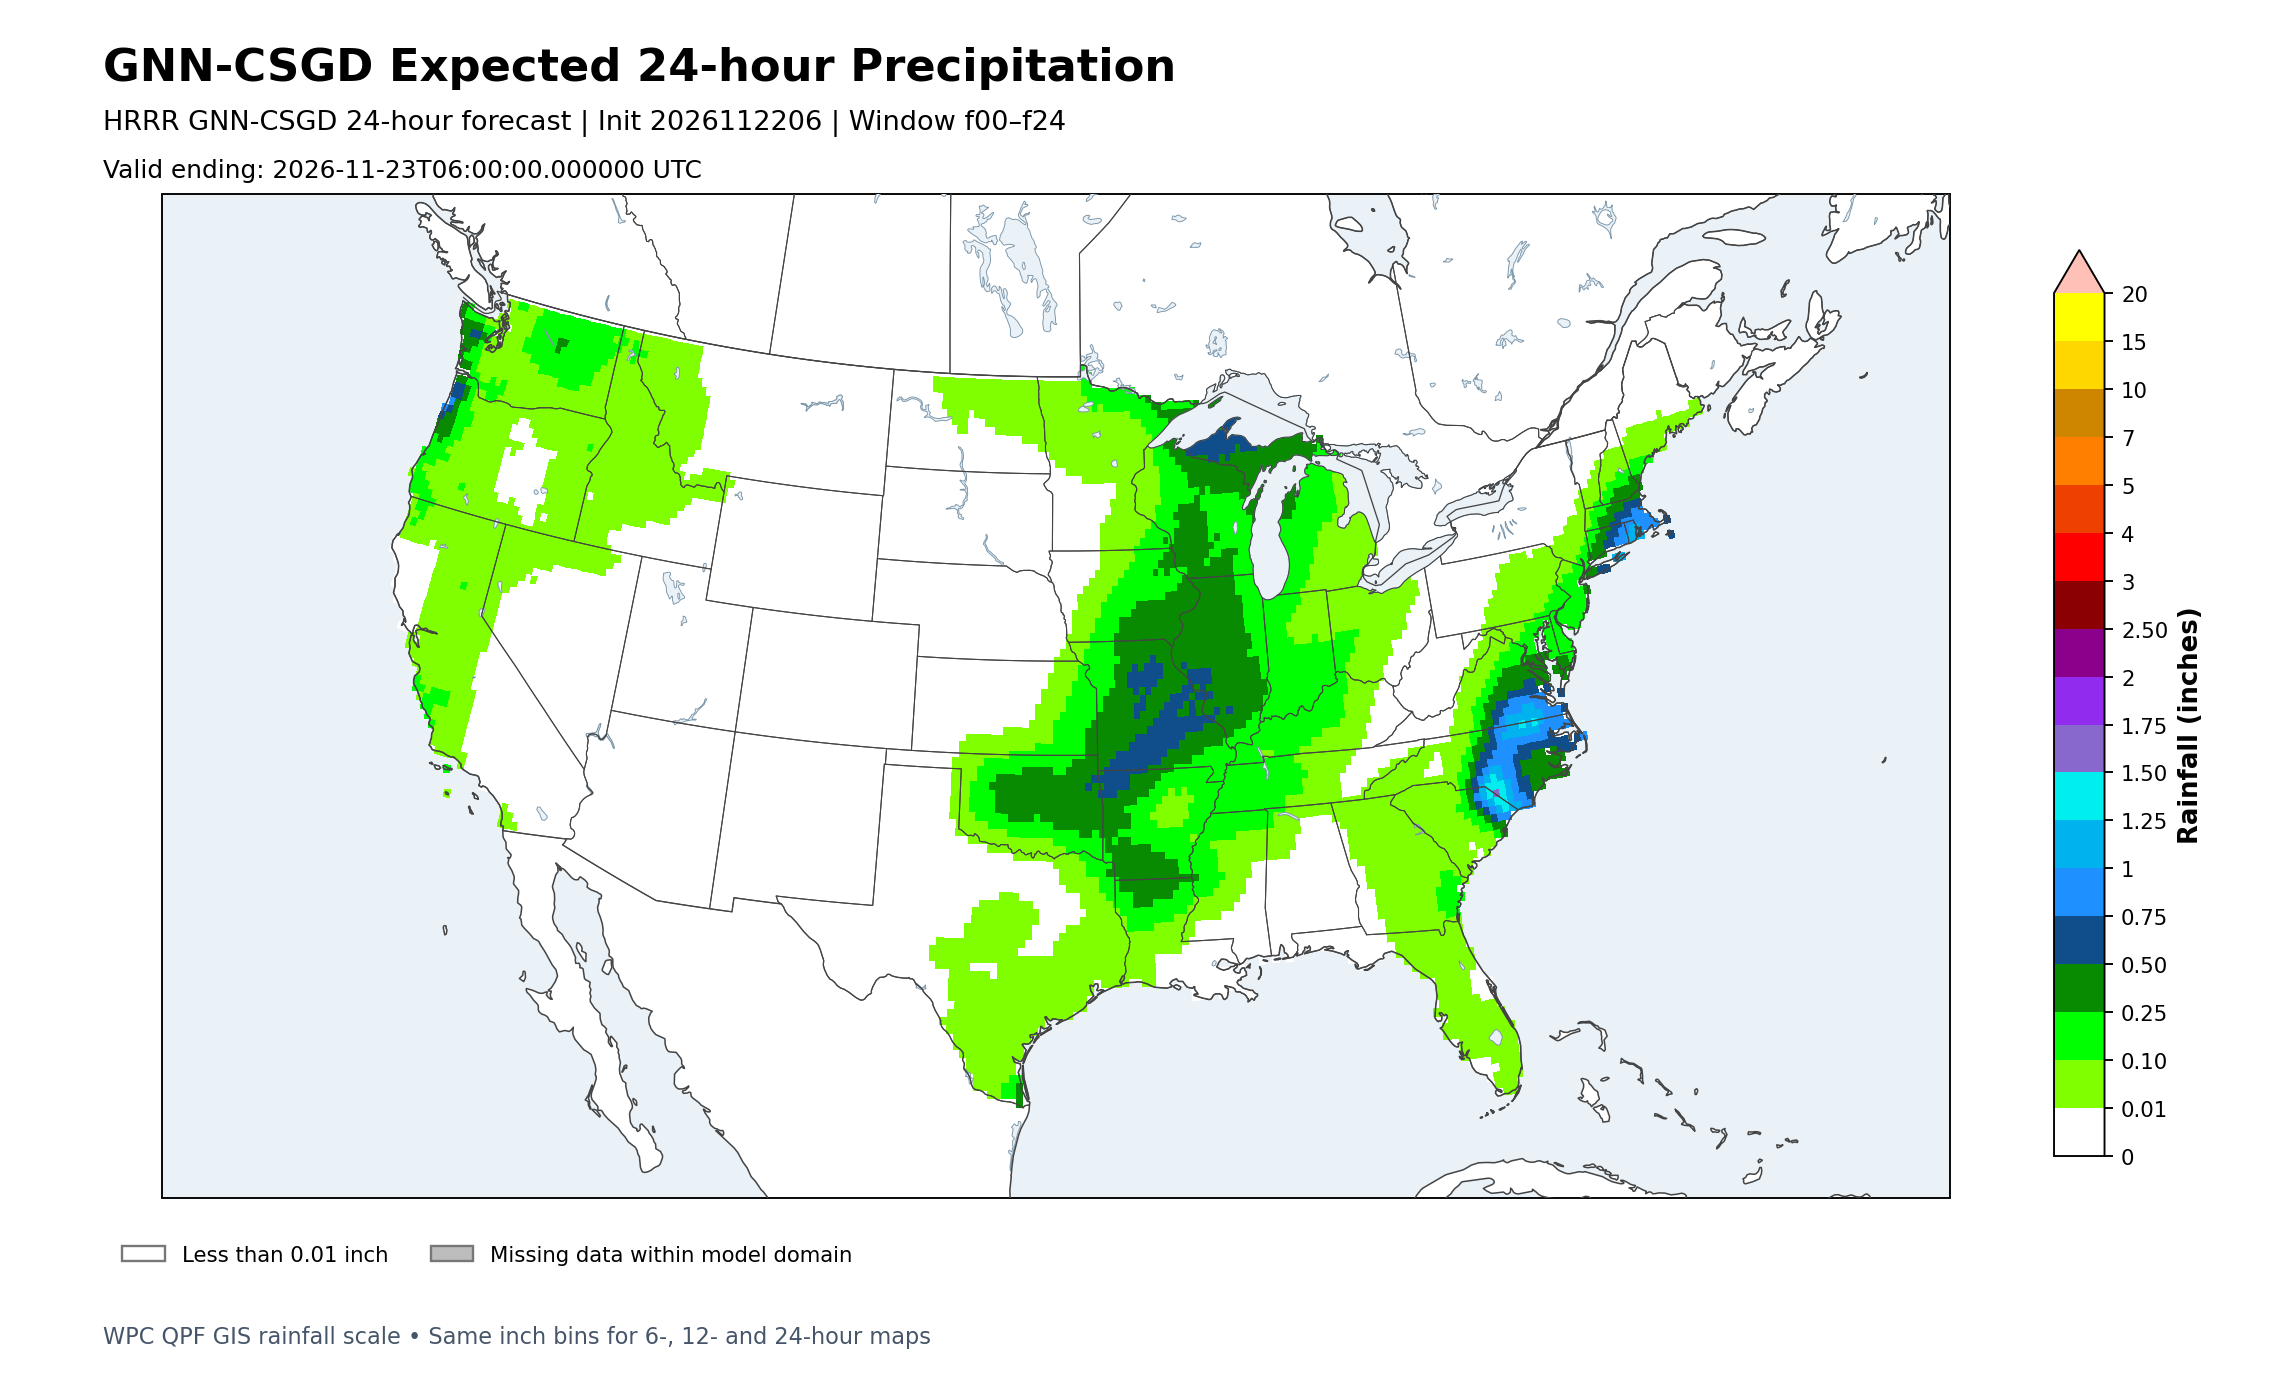 GNN-CSGD Expected 24-hour Precipitation
HRRR GNN-CSGD 24-hour forecast | Init 2026112206 | Window f00–f24
Valid ending: 2026-11-23T06:00:00.000000 UTC
20
15
10
7
5
4
3
2.50
2
1.75
1.50
1.25
1
0.75
0.50
0.25
0.10
0.01
0
Rainfall (inches)
Less than 0.01 inch
Missing data within model domain
WPC QPF GIS rainfall scale • Same inch bins for 6-, 12- and 24-hour maps